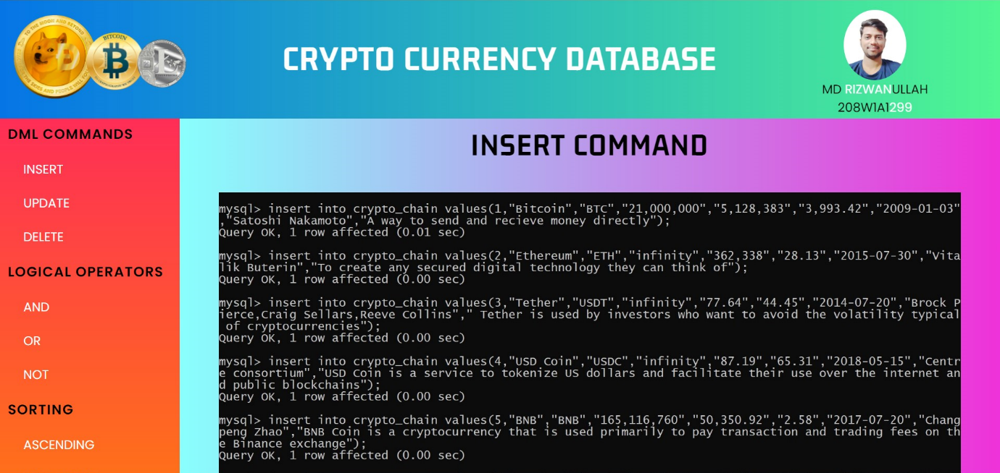 TO THE MOON AND BEYOND
BITCOIN
CRYPTO CURRENCY DATABASE
MD RIZWANULLAH
208W1A1299
DML COMMANDS
INSERT
UPDATE
DELETE
LOGICAL OPERATORS
AND
OR
NOT
SORTING
ASCENDING
INSERT COMMAND
mysql> insert into crypto_chain values(1,"Bitcoin","BTC","21,000,000","5,128,383","3,993.42","2009-01-03"
,"Satoshi Nakamoto","A way to send and recieve money directly");
Query OK, 1 row affected (0.01 sec)
mysql> insert into crypto_chain values(2,"Ethereum","ETH","infinity","362,338","28.13","2015-07-30","Vita
lik Buterin","To create any secured digital technology they can think of");
Query OK, 1 row affected (0.00 sec)
mysql> insert into crypto_chain values(3,"Tether","USDT","infinity","77.64","44.45","2014-07-20","Brock P
ierce,Craig Sellars,Reeve Collins"," Tether is used by investors who want to avoid the volatility typical
 of cryptocurrencies");
Query OK, 1 row affected (0.00 sec)
mysql> insert into crypto_chain values(4,"USD Coin","USDC","infinity","87.19","65.31","2018-05-15","Centr
e consortium","USD Coin is a service to tokenize US dollars and facilitate their use over the internet an
d public blockchains");
Query OK, 1 row affected (0.00 sec)
mysql> insert into crypto_chain values(5,"BNB","BNB","165,116,760","50,350.92","2.58","2017-07-20","Chang
peng Zhao","BNB Coin is a cryptocurrency that is used primarily to pay transaction and trading fees on th
e Binance exchange");
Query OK, 1 row affected (0.00 sec)